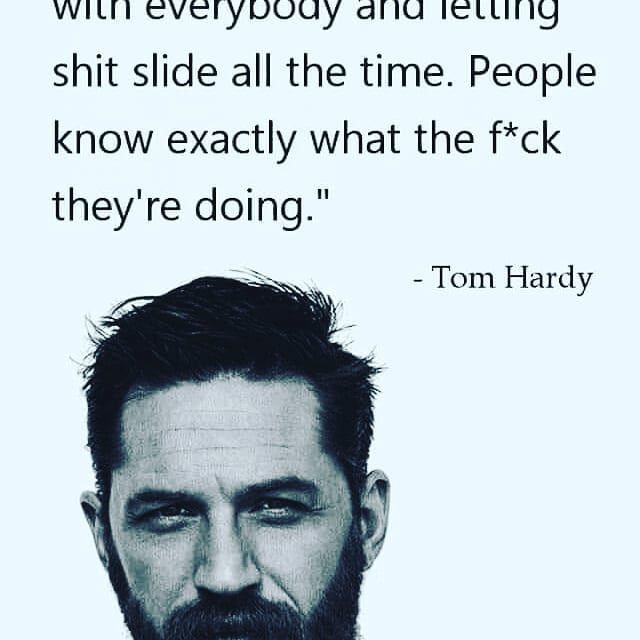 with everybody and letting
shit slide all the time. People
know exactly what the f*ck
they're doing."
- Tom Hardy